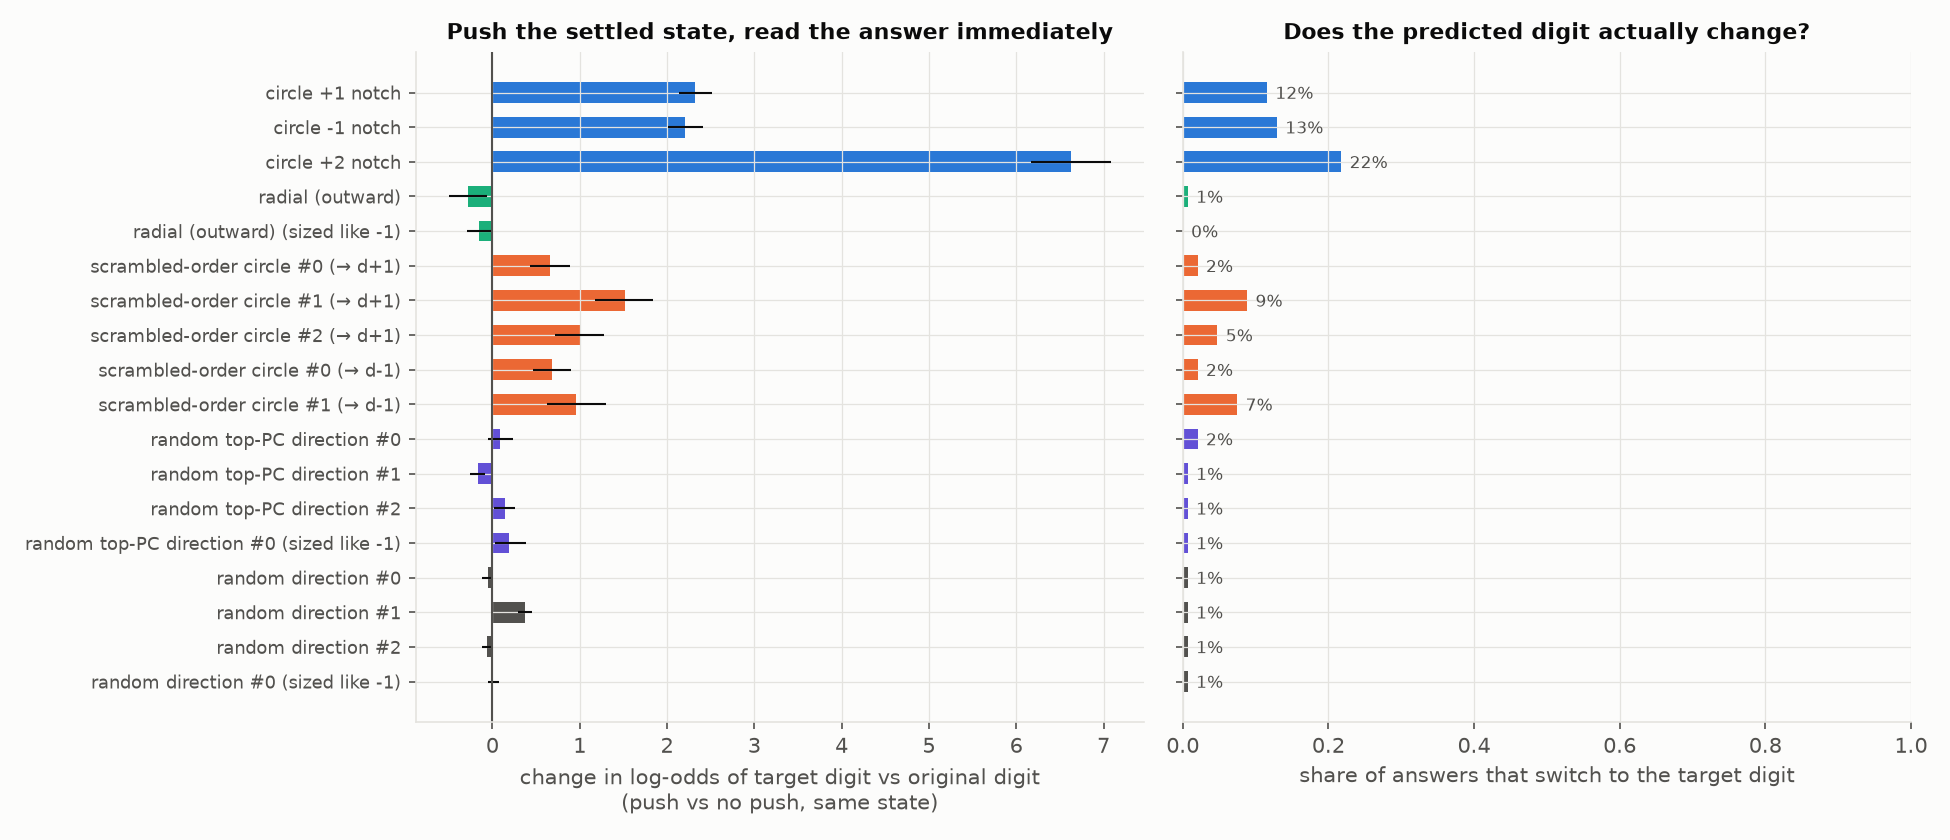 Push the settled state, read the answer immediately
circle +1 notch
circle -1 notch
circle +2 notch
radial (outward)
radial (outward) (sized like -1)
scrambled-order circle #0 (→ d+1)
scrambled-order circle #1 (→ d+1)
scrambled-order circle #2 (→ d+1)
scrambled-order circle #0 (→ d-1)
scrambled-order circle #1 (→ d-1)
random top-PC direction #0
random top-PC direction #1
random top-PC direction #2
random top-PC direction #0 (sized like -1)
random direction #0
random direction #1
random direction #2
random direction #0 (sized like -1)
0 1 2 3 4 5 6 7
change in log-odds of target digit vs original digit
(push vs no push, same state)
Does the predicted digit actually change?
12%
13%
22%
1%
0%
2%
9%
5%
2%
7%
2%
1%
1%
1%
1%
1%
1%
1%
0.0 0.2 0.4 0.6 0.8 1.0
share of answers that switch to the target digit